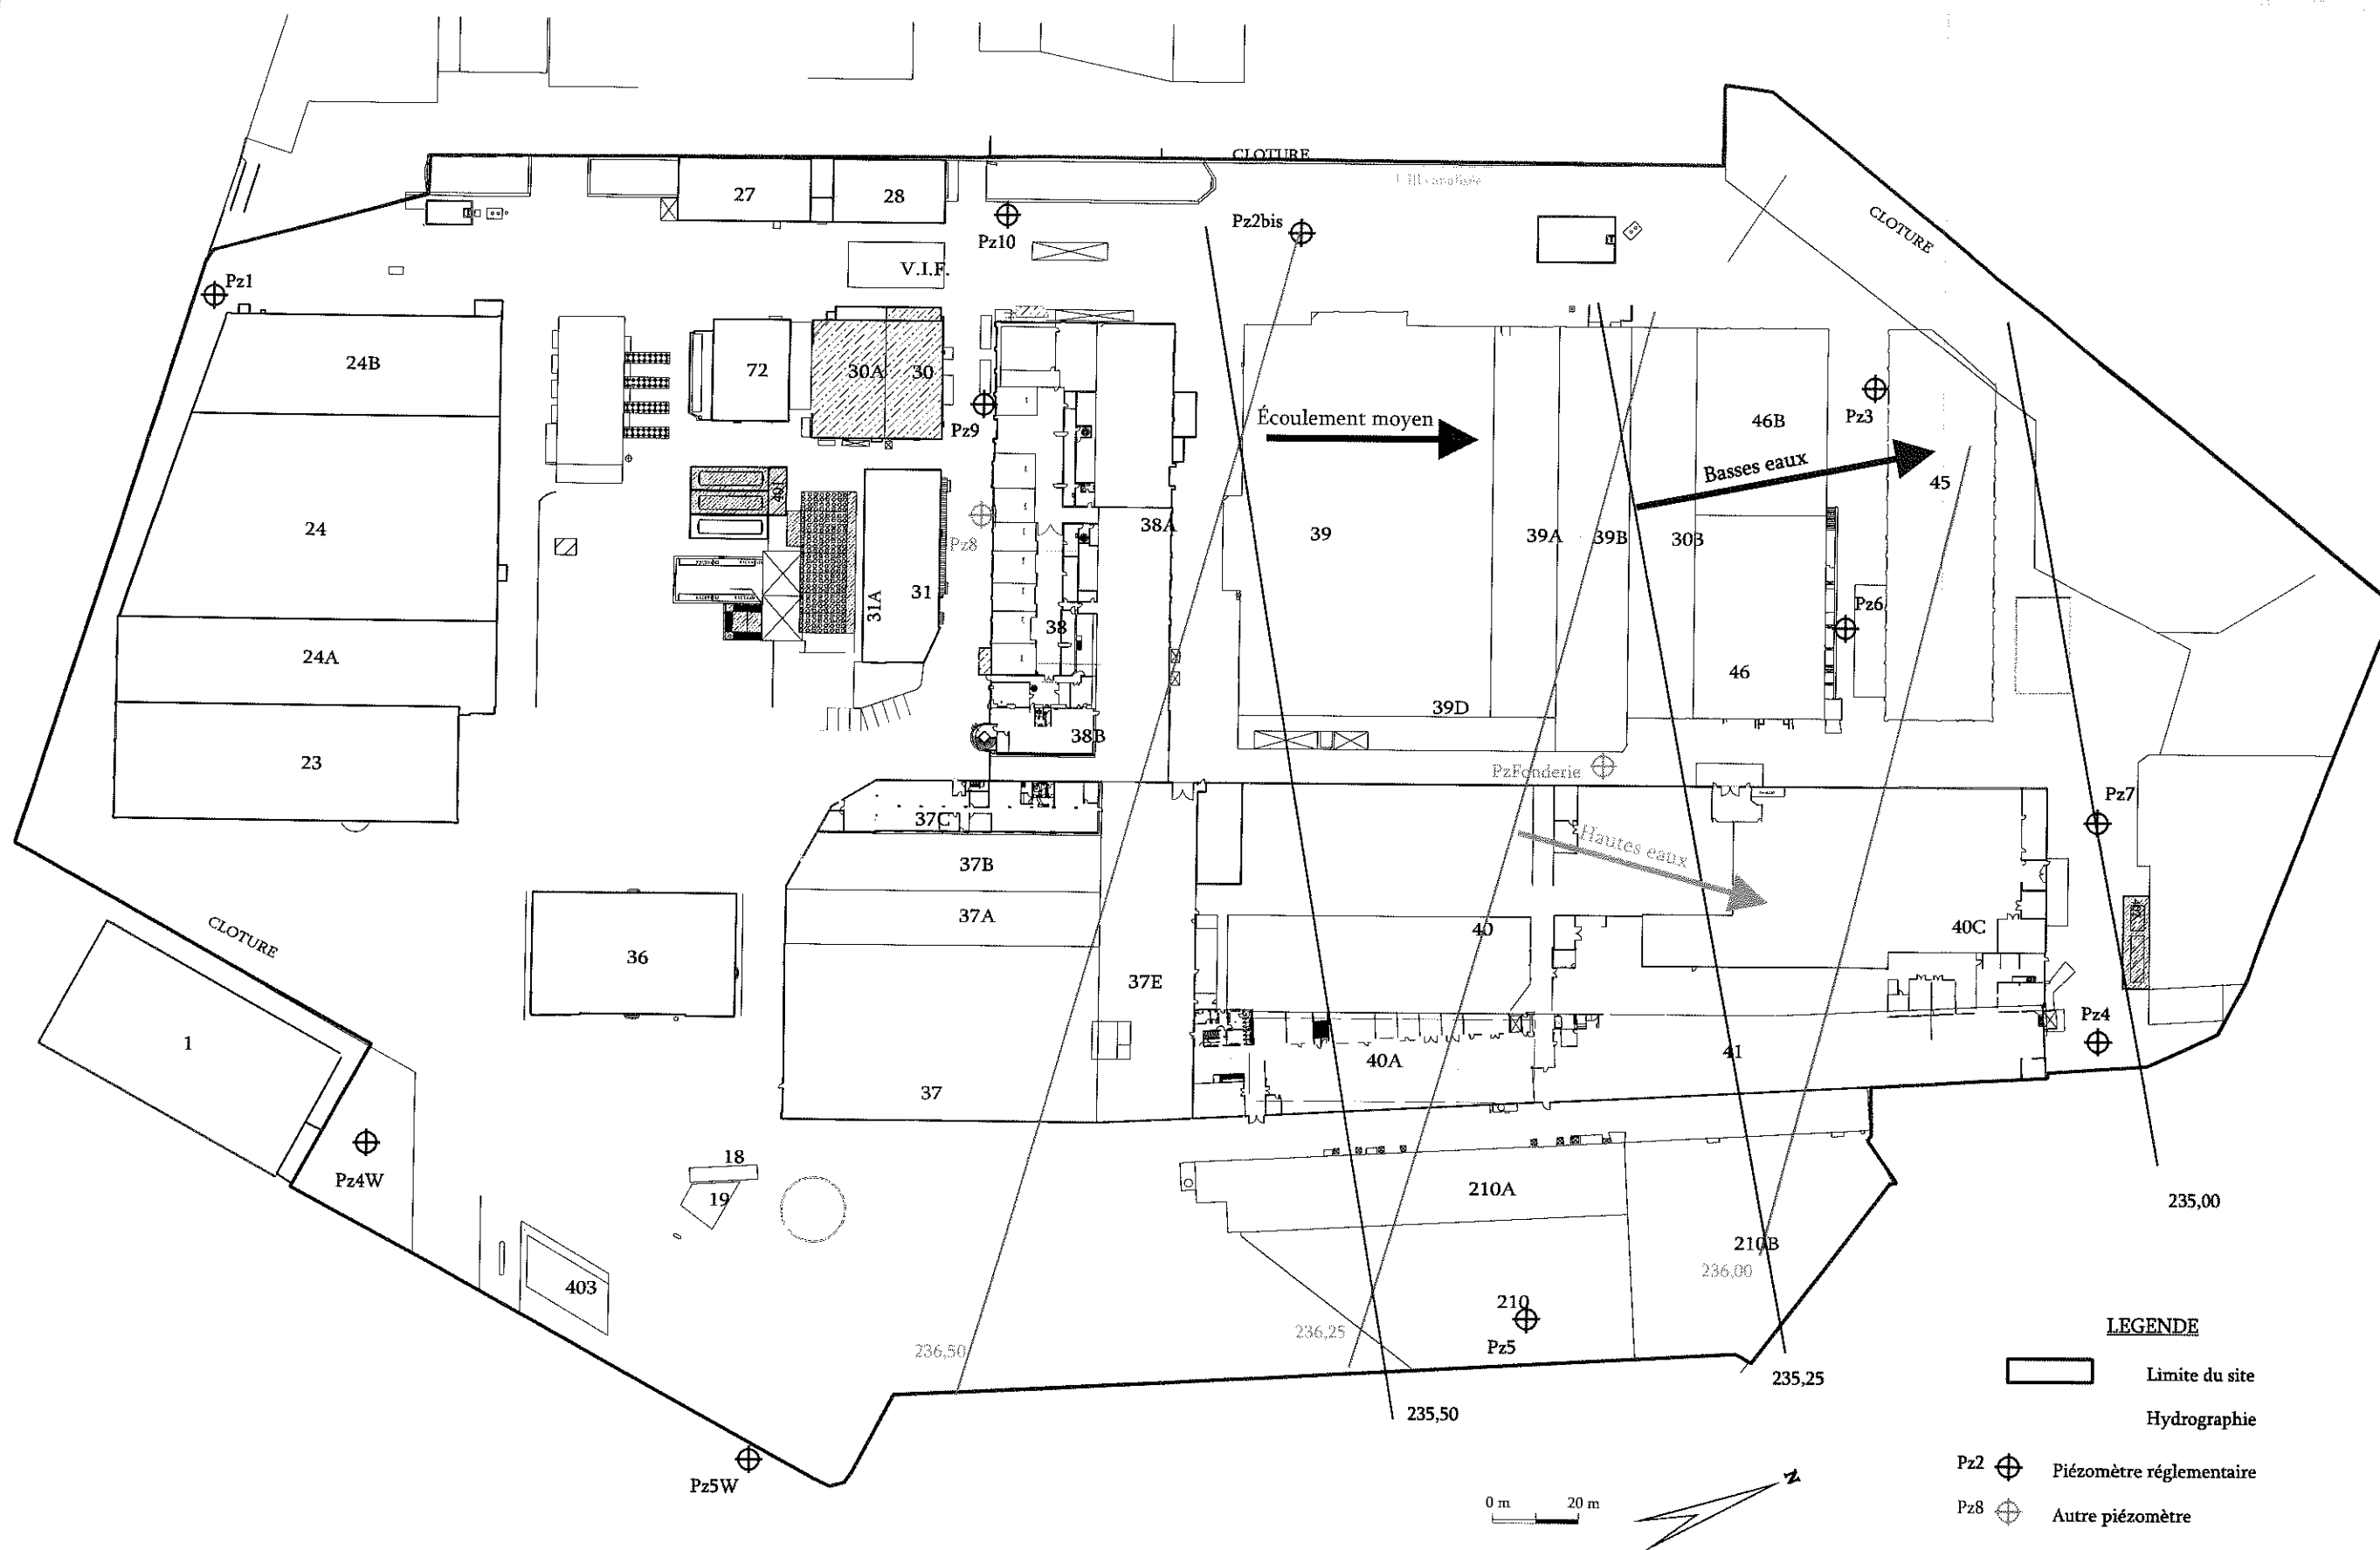 CLOTURE
27
28
Pz10
Pz2bis
CLOTURE
V.I.F.
Pz1
24B
72
30A
30
Pz9
Écoulement moyen
46B
Pz3
Basses eaux
45
24
Pz8
38A
39
39A
39B
30B
31A
31
Pz6
38
24A
46
39D
38B
23
PzFonderie
Pz7
37C
Hautes eaux
37B
37A
40
40C
CLOTURE
36
37E
1
Pz4
41
40A
37
18
Pz4W
19
210A
235,00
210B
236,00
403
210
236,25
Pz5
236,50
235,25
235,50
Pz5W
LEGENDE
Limite du site
Hydrographie
Pz2
Piézomètre réglementaire
Pz8
Autre piézomètre
0 m
20 m
N